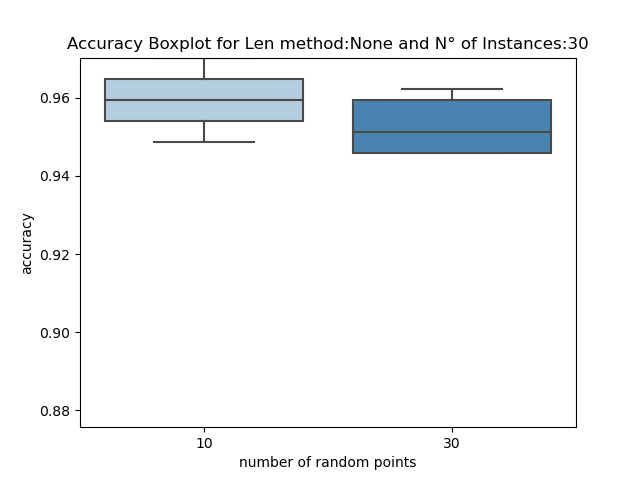 Accuracy Boxplot for Len method:None and N° of Instances:30
0.96
0.94
0.92
0.90
0.88
accuracy
10
30
number of random points